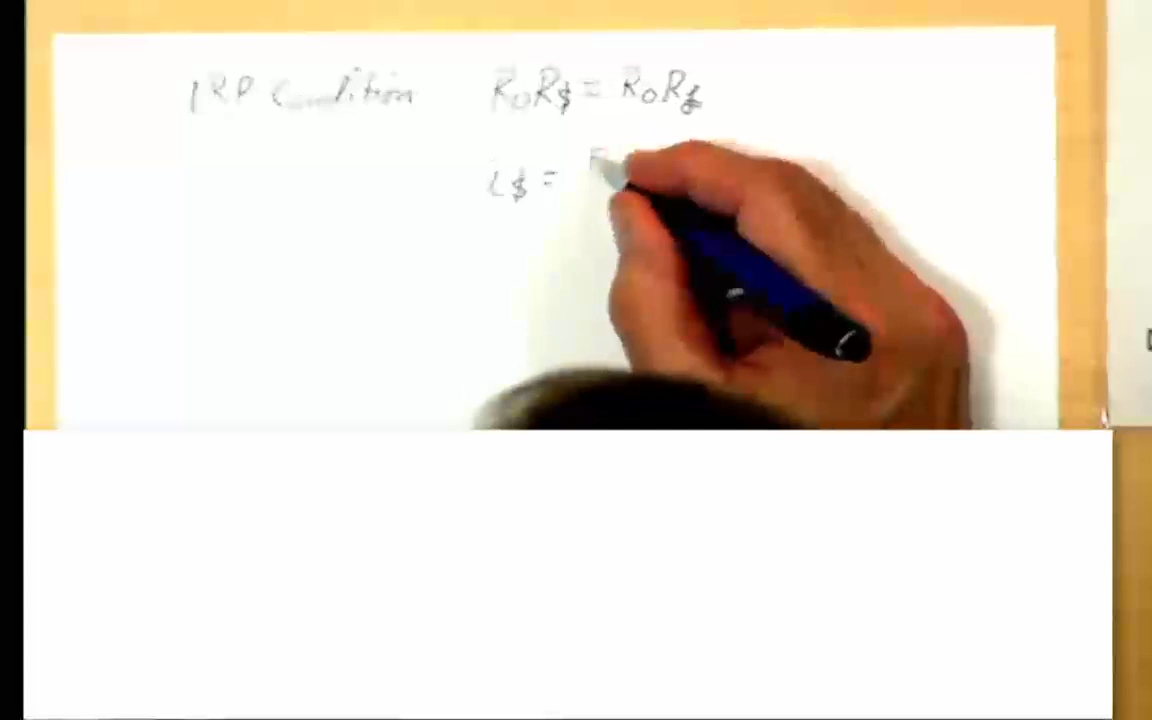 IRP Condition RoR$ = RoR£
i$ =